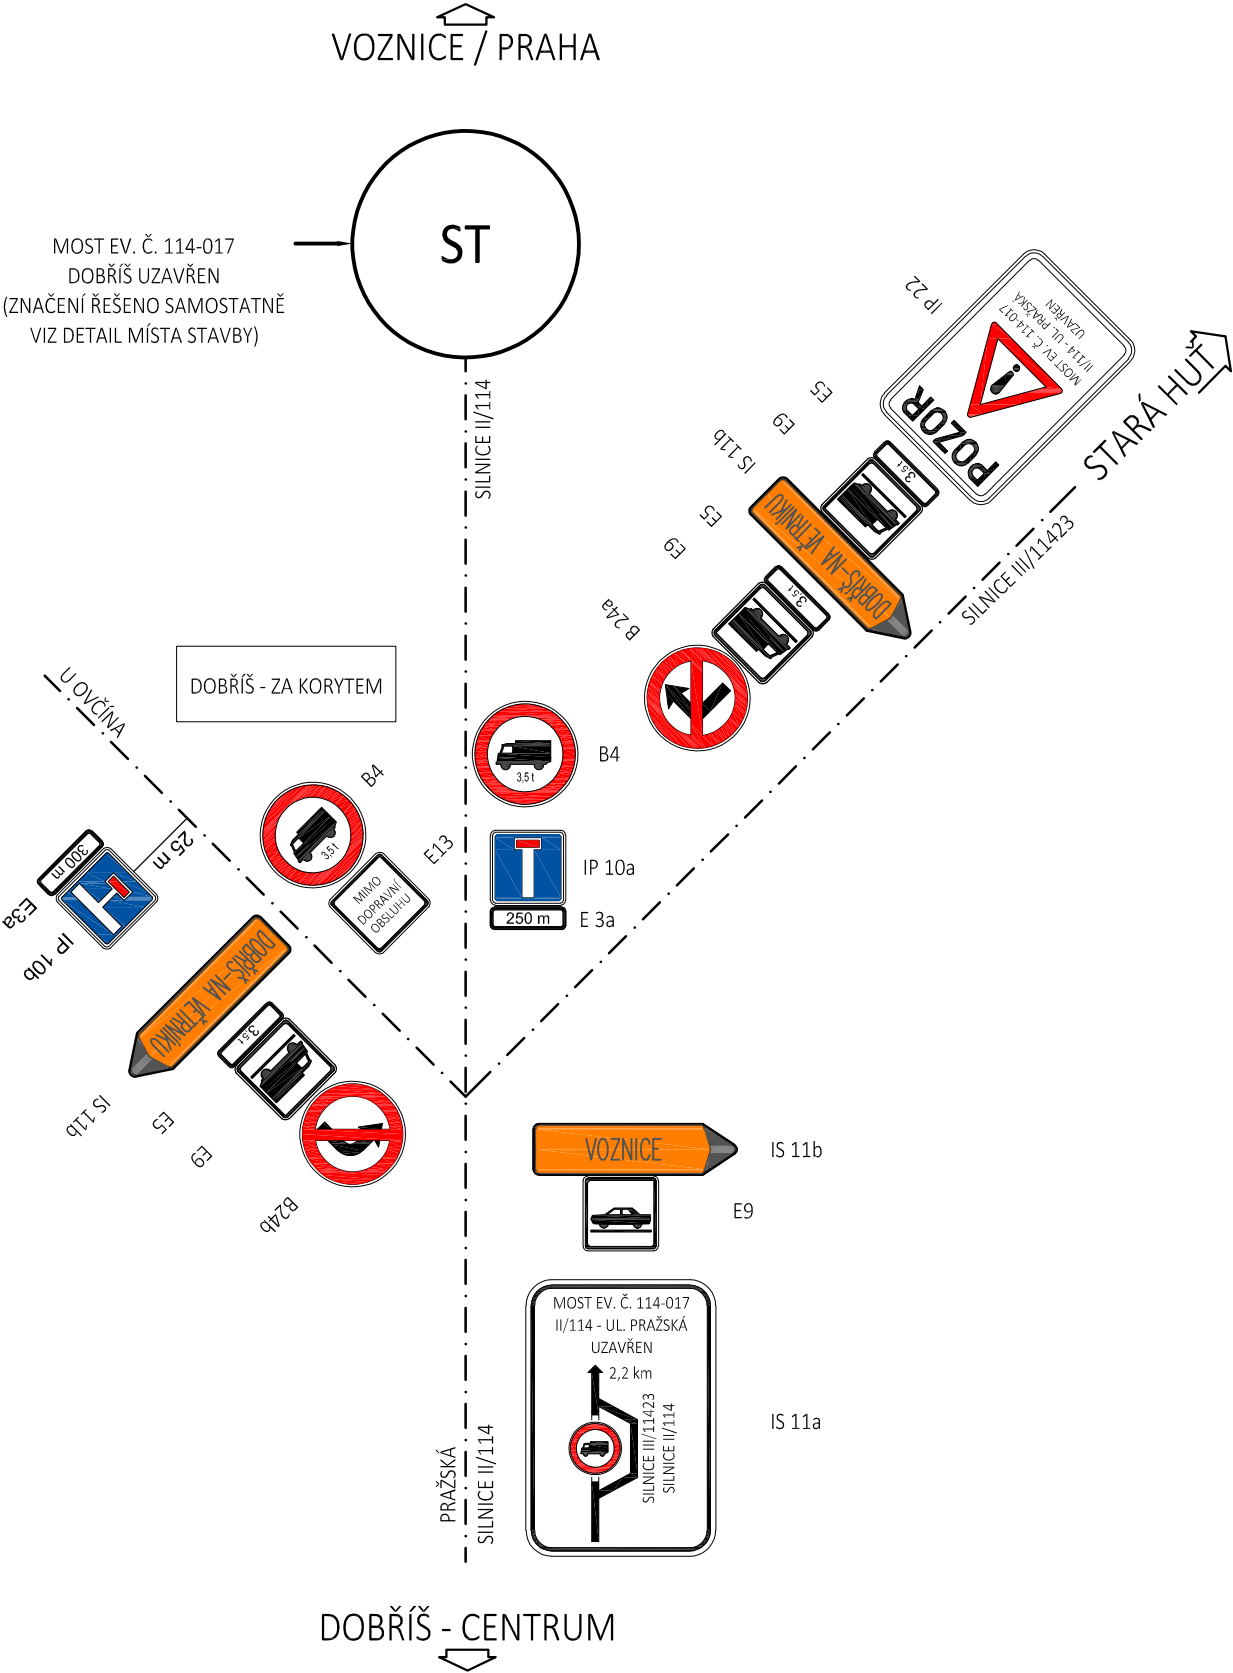 VOZNICE / PRAHA
ST
MOST EV. Č. 114-017
DOBŘÍŠ UZAVŘEN
(ZNAČENÍ ŘEŠENO SAMOSTATNĚ
VIZ DETAIL MÍSTA STAVBY)
SILNICE II/114
IP 22
POZOR
MOST EV. Č. 114-017
II/114 - UL. PRAŽSKÁ
UZAVŘEN
STARÁ HUŤ
SILNICE III/11423
E5
E9
IS 11b
3,5 t
DOBŘÍŠ-NA VĚTRNÍKU
E5
E9
3,5 t
B 24a
U OVČÍNA
DOBŘÍŠ - ZA KORYTEM
B4
3,5 t
B4
3,5 t
E13
MIMO
DOPRAVNÍ
OBSLUHU
IP 10a
250 m
E 3a
25 m
300 m
E3a
IP 10b
DOBŘÍŠ-NA VĚTRNÍKU
IS 11b
3,5 t
E5
E9
B24b
VOZNICE
IS 11b
E9
MOST EV. Č. 114-017
II/114 - UL. PRAŽSKÁ
UZAVŘEN
2,2 km
SILNICE III/11423
SILNICE II/114
IS 11a
PRAŽSKÁ
SILNICE II/114
DOBŘÍŠ - CENTRUM